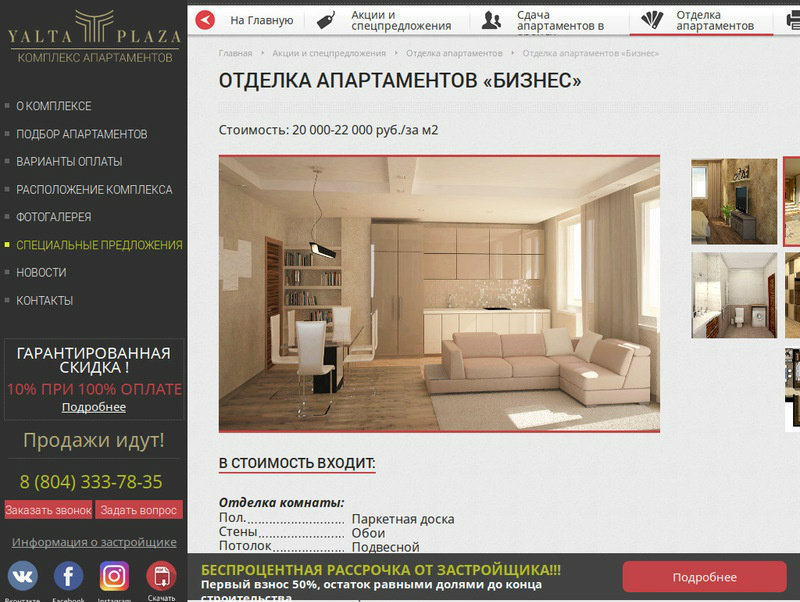 YALTA PLAZA
КОМПЛЕКС АПАРТАМЕНТОВ
О КОМПЛЕКСЕ
ПОДБОР АПАРТАМЕНТОВ
ВАРИАНТЫ ОПЛАТЫ
РАСПОЛОЖЕНИЕ КОМПЛЕКСА
ФОТОГАЛЕРЕЯ
СПЕЦИАЛЬНЫЕ ПРЕДЛОЖЕНИЯ
НОВОСТИ
КОНТАКТЫ
ГАРАНТИРОВАННАЯ
СКИДКА !
10% ПРИ 100% ОПЛАТЕ
Подробнее
Продажи идут!
8 (804) 333-78-35
Заказать звонок
Задать вопрос
Информация о застройщике
Вконтакте
Facebook
Instagram
Скачать
На Главную
Акции и
спецпредложения
Сдача
апартаментов в
Отделка
апартаментов
Главная
Акции и спецпредложения
Отделка апартаментов
Отделка апартаментов «Бизнес»
ОТДЕЛКА АПАРТАМЕНТОВ «БИЗНЕС»
Стоимость: 20 000-22 000 руб./за м2
В СТОИМОСТЬ ВХОДИТ:
Отделка комнаты:
Пол........................ Паркетная доска
Стены..................... Обои
Потолок.................. Подвесной
БЕСПРОЦЕНТНАЯ РАССРОЧКА ОТ ЗАСТРОЙЩИКА!!!
Первый взнос 50%, остаток равными долями до конца
строительства
Подробнее